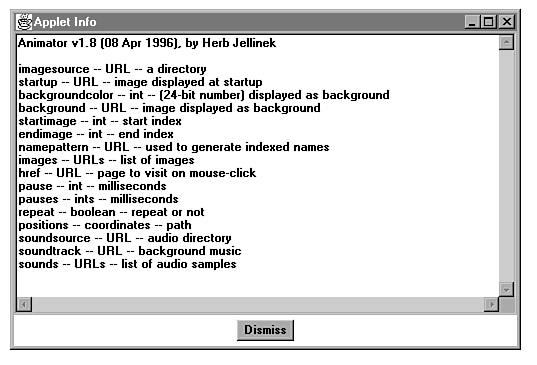 Applet Info
Animator v1.8 (08 Apr 1996), by Herb Jellinek
imagesource -- URL -- a directory
startup -- URL -- image displayed at startup
backgroundcolor -- int -- (24-bit number) displayed as background
background -- URL -- image displayed as background
startimage -- int -- start index
endimage -- int -- end index
namepattern -- URL -- used to generate indexed names
images -- URLs -- list of images
href -- URL -- page to visit on mouse-click
pause -- int -- milliseconds
pauses -- ints -- milliseconds
repeat -- boolean -- repeat or not
positions -- coordinates -- path
soundsource -- URL -- audio directory
soundtrack -- URL -- background music
sounds -- URLs -- list of audio samples
Dismiss